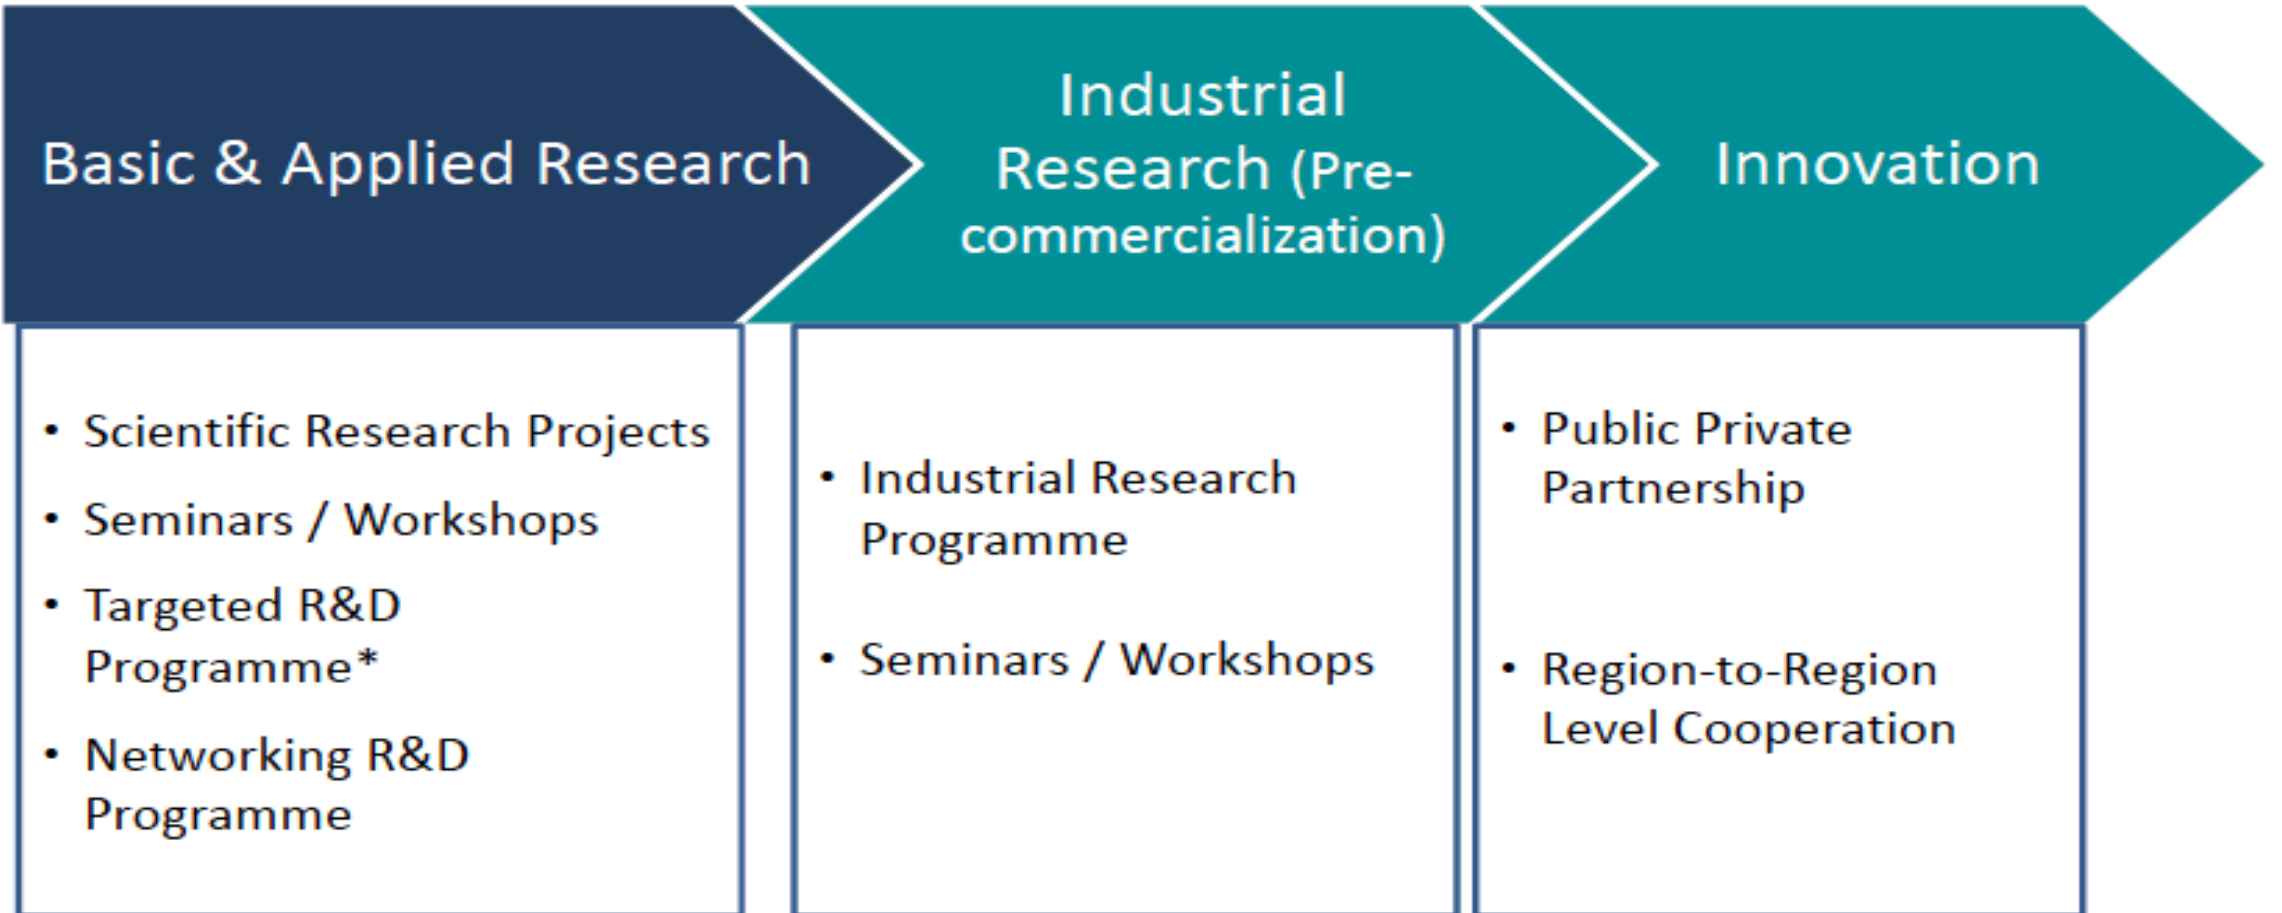 Basic & Applied Research
Industrial
Research (Pre-
commercialization)
Innovation
• Scientific Research Projects
• Seminars / Workshops
• Targeted R&D
Programme*
• Networking R&D
Programme
• Industrial Research
Programme
• Seminars / Workshops
• Public Private
Partnership
• Region-to-Region
Level Cooperation